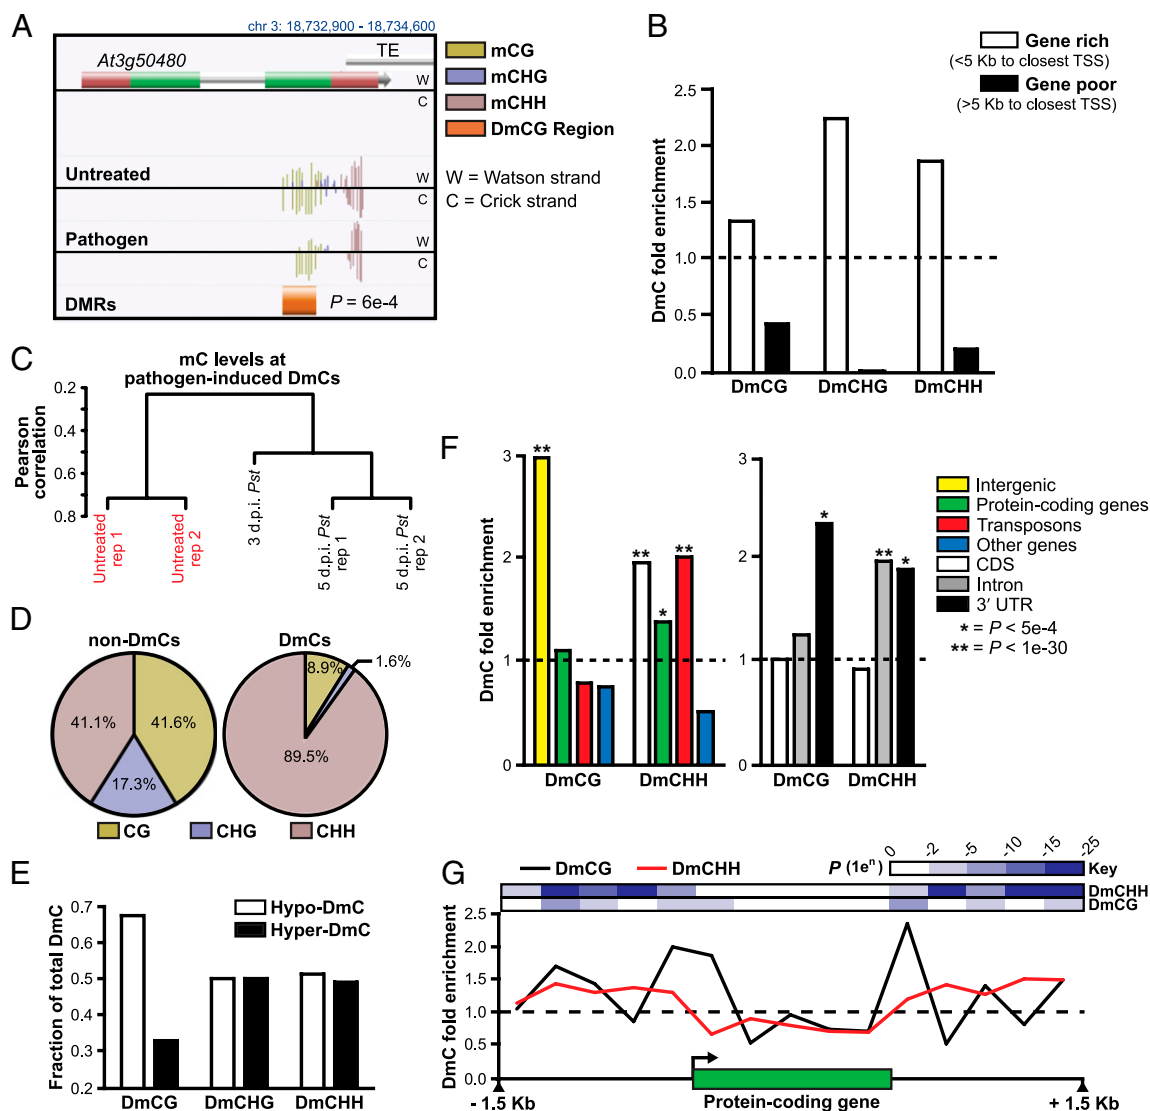 A
chr 3: 18,732,900 - 18,734,600
At3g50480
TE
W
C
Untreated
W
C
Pathogen
W
C
DMRs
P = 6e-4
mCG
mCHG
mCHH
DmCG Region
W = Watson strand
C = Crick strand
B
Gene rich
(<5 Kb to closest TSS)
Gene poor
(>5 Kb to closest TSS)
DmC fold enrichment
2.5
2.0
1.5
1.0
0.5
0.0
DmCG
DmCHG
DmCHH
C
mC levels at
pathogen-induced DmCs
Pearson
correlation
0.2
0.4
0.6
0.8
Untreated
rep 1
Untreated
rep 2
3 d.p.i. Pst
5 d.p.i. Pst
rep 1
5 d.p.i. Pst
rep 2
D
non-DmCs
DmCs
41.1%
41.6%
17.3%
8.9%
1.6%
89.5%
CG
CHG
CHH
E
Fraction of total DmC
0.7
0.6
0.5
0.4
0.3
0.2
Hypo-DmC
Hyper-DmC
DmCG
DmCHG
DmCHH
F
DmC fold enrichment
3
2
1
0
**
**
*
**
DmCG
DmCHH
3
2
1
0
*
**
*
DmCG
DmCHH
Intergenic
Protein-coding genes
Transposons
Other genes
CDS
Intron
3′ UTR
* = P < 5e-4
** = P < 1e-30
G
DmCG
DmCHH
P (1eⁿ)
0
-2
-5
-10
-15
-25
Key
DmCHH
DmCG
DmC fold enrichment
2.5
2.0
1.5
1.0
0.5
0.0
- 1.5 Kb
Protein-coding gene
+ 1.5 Kb